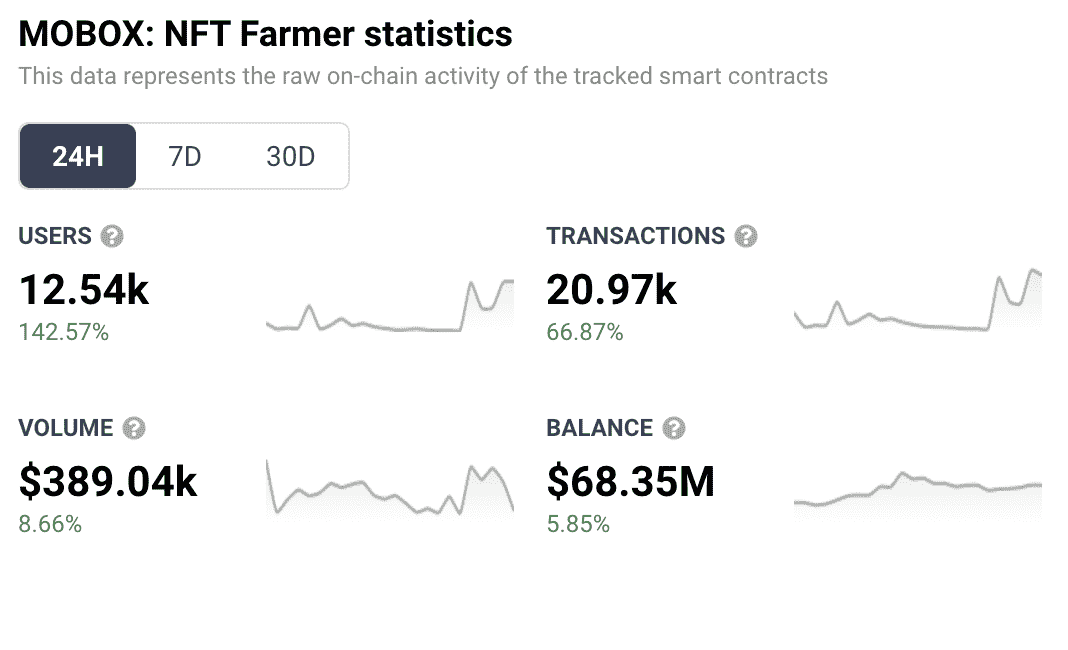 MOBOX: NFT Farmer statistics
This data represents the raw on-chain activity of the tracked smart contracts
24H 7D 30D
USERS ?
12.54k
142.57%
TRANSACTIONS ?
20.97k
66.87%
VOLUME ?
$389.04k
8.66%
BALANCE ?
$68.35M
5.85%